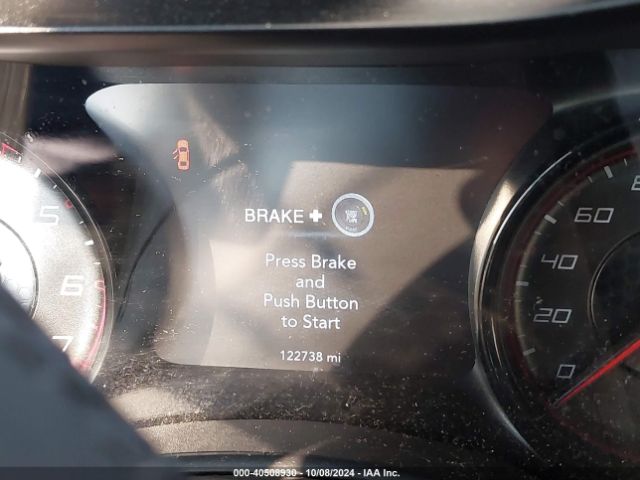 BRAKE +
Press Brake
and
Push Button
to Start
122738 mi
5
6
7
80
60
40
20
0
000-40508930 - 10/08/2024 - IAA Inc.